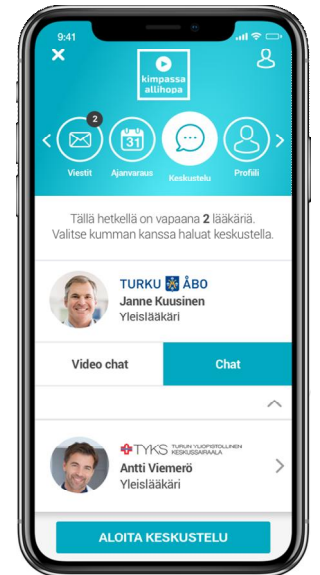 9:41
kimpassa
allihopa
2
31
Viestit Ajanvaraus Keskustelu Profiili
Tällä hetkellä on vapaana 2 lääkäriä.
Valitse kumman kanssa haluat keskustella.
TURKU ÅBO
Janne Kuusinen
Yleislääkäri
Video chat Chat
TYKS TURUN YLIOPISTOLLINEN
KESKUSSAIRAALA
Antti Viemerö
Yleislääkäri
ALOITA KESKUSTELU